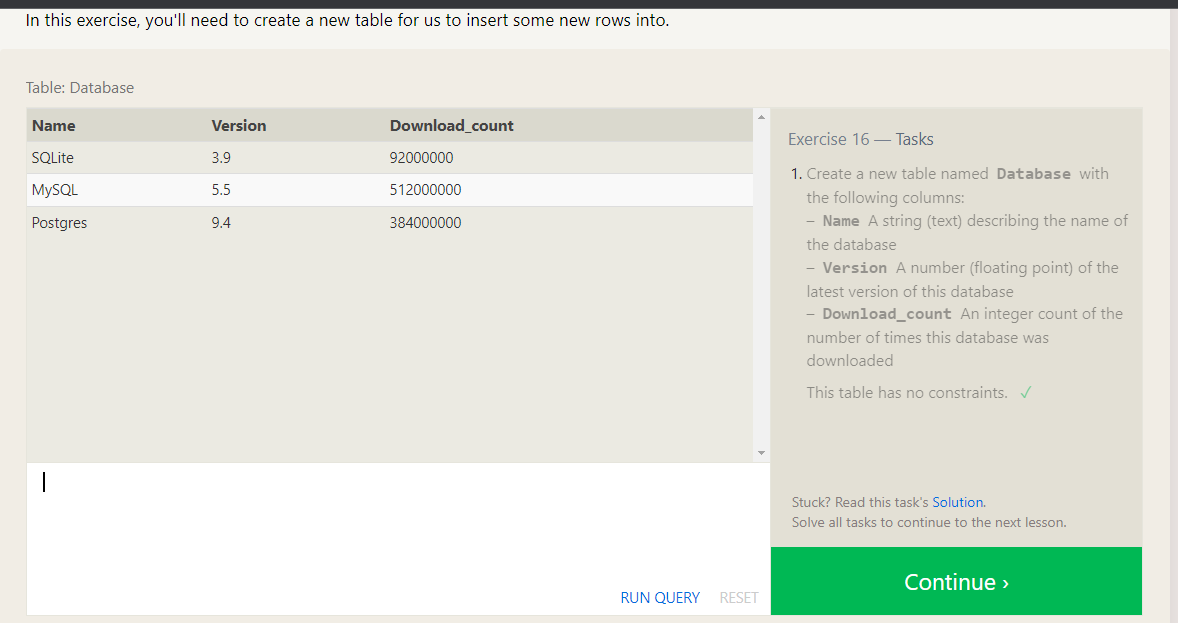 In this exercise, you'll need to create a new table for us to insert some new rows into.
Table: Database
Name Version Download_count
SQLite 3.9 92000000
MySQL 5.5 512000000
Postgres 9.4 384000000
RUN QUERY RESET
Exercise 16 — Tasks
1. Create a new table named Database with
the following columns:
– Name A string (text) describing the name of
the database
– Version A number (floating point) of the
latest version of this database
– Download_count An integer count of the
number of times this database was
downloaded
This table has no constraints. ✓
Stuck? Read this task's Solution.
Solve all tasks to continue to the next lesson.
Continue ›